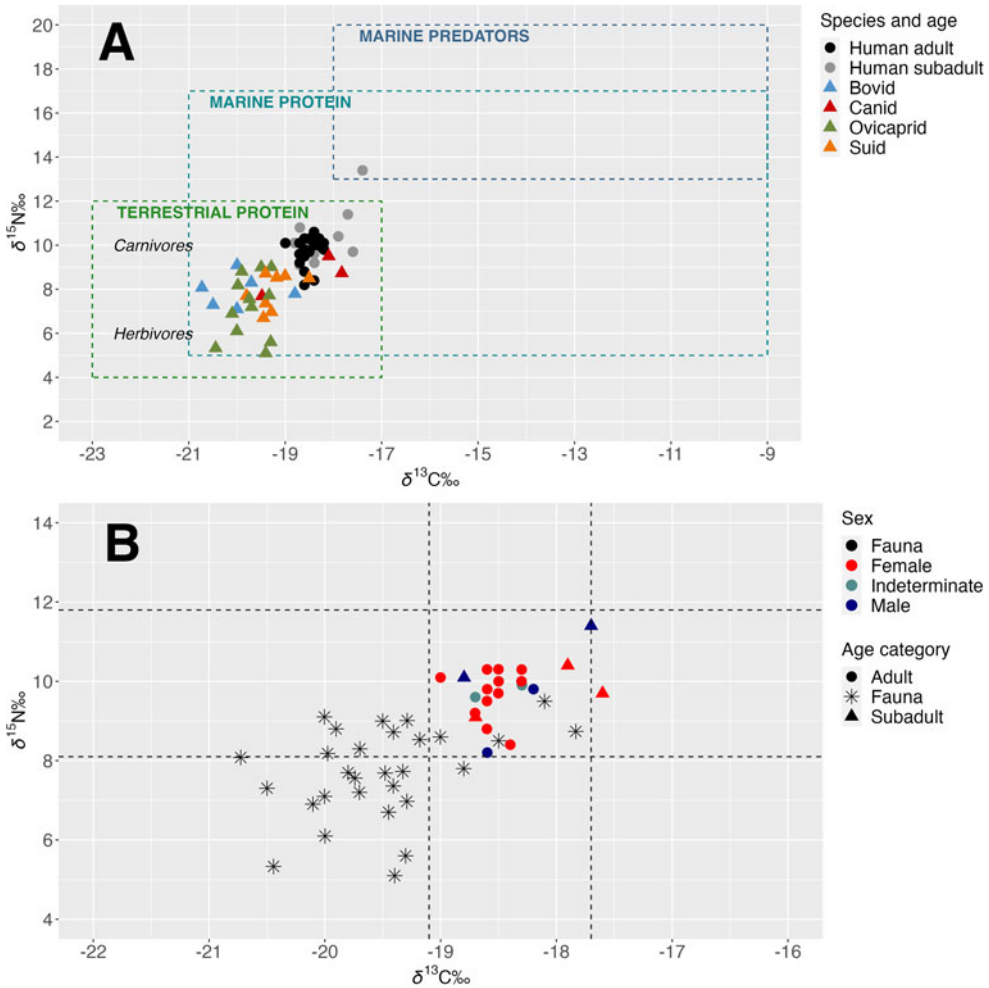 A
MARINE PREDATORS
MARINE PROTEIN
TERRESTRIAL PROTEIN
Carnivores
Herbivores
20
18
16
14
12
10
8
6
4
2
δ15N‰
-23
-21
-19
-17
-15
-13
-11
-9
δ13C‰
Species and age
Human adult
Human subadult
Bovid
Canid
Ovicaprid
Suid
B
14
12
10
8
6
4
δ15N‰
-22
-21
-20
-19
-18
-17
-16
δ13C‰
Sex
Fauna
Female
Indeterminate
Male
Age category
Adult
Fauna
Subadult